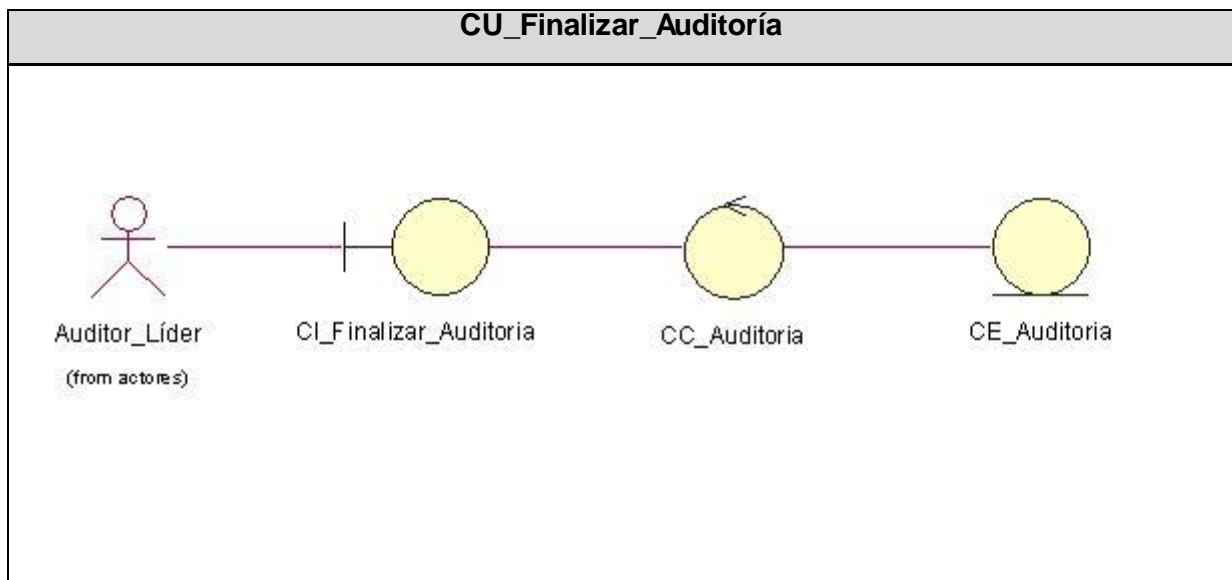 CU_Finalizar_Auditoría
Auditor_Líder
(from actores)
CI_Finalizar_Auditoria
CC_Auditoria
CE_Auditoria